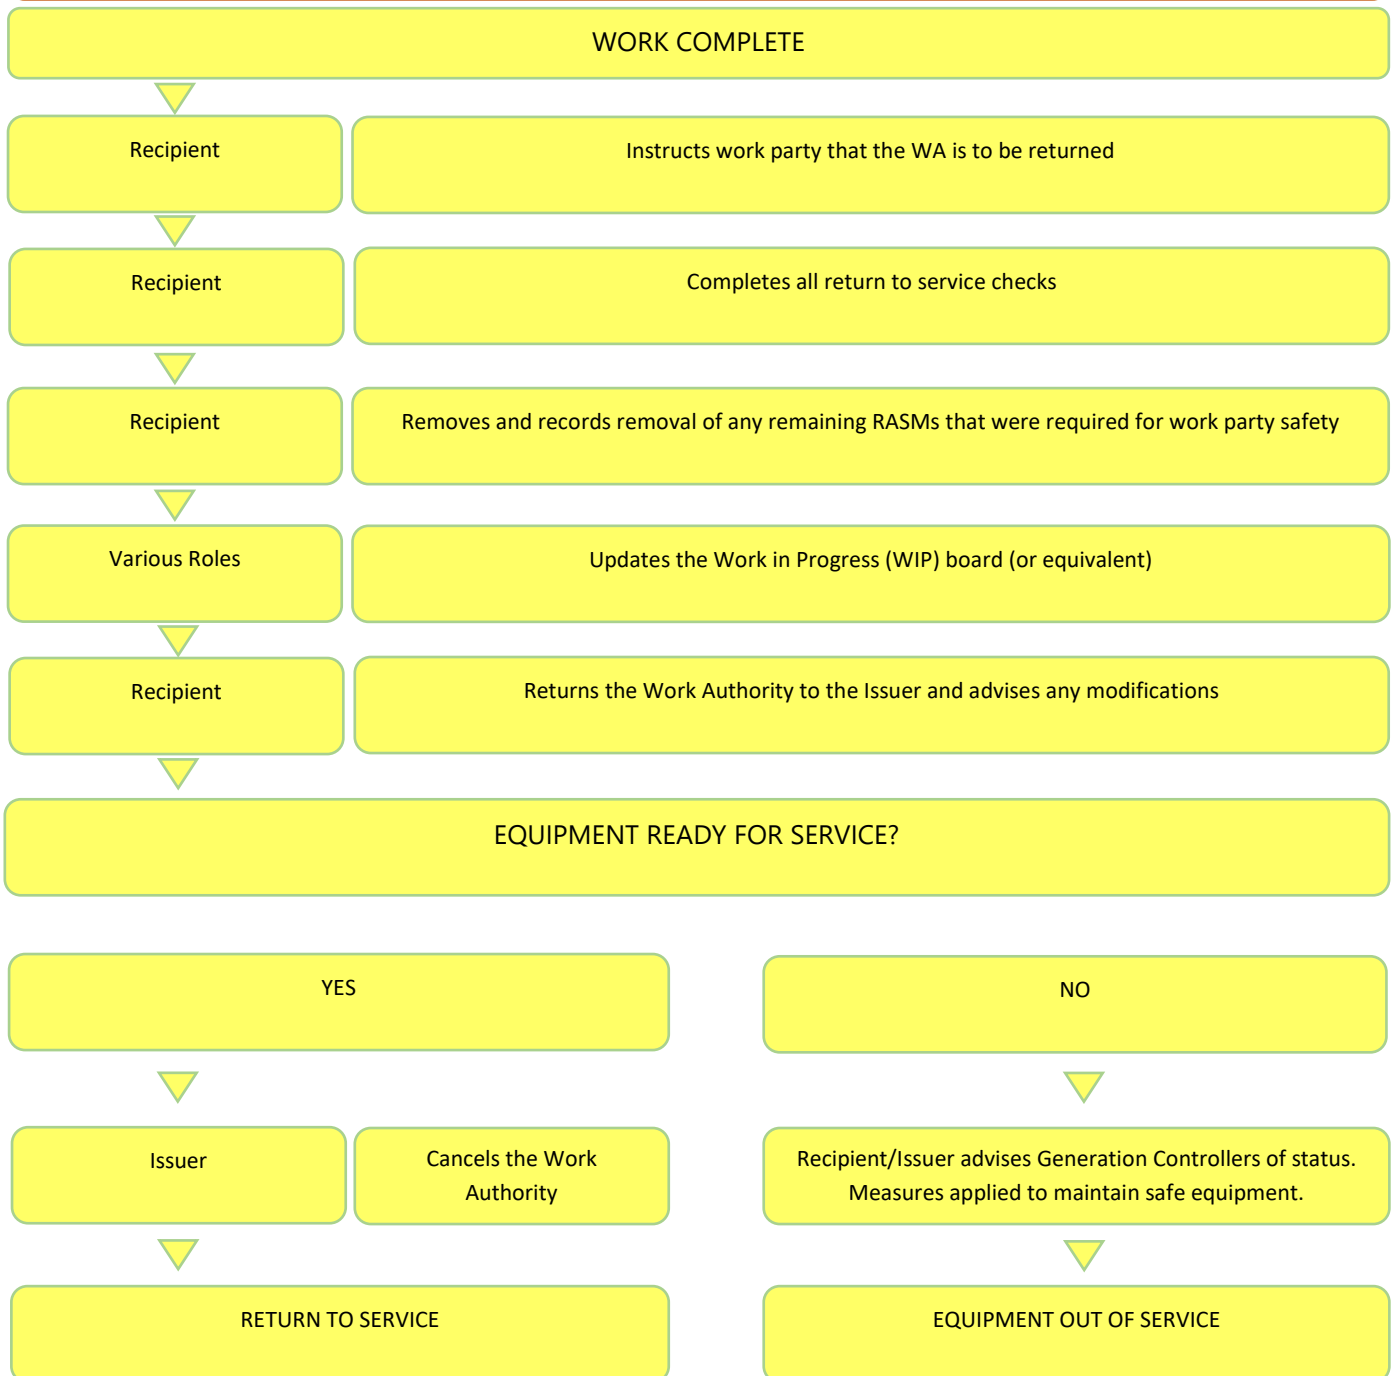 WORK COMPLETE
Recipient
Instructs work party that the WA is to be returned
Recipient
Completes all return to service checks
Recipient
Removes and records removal of any remaining RASMs that were required for work party safety
Various Roles
Updates the Work in Progress (WIP) board (or equivalent)
Recipient
Returns the Work Authority to the Issuer and advises any modifications
EQUIPMENT READY FOR SERVICE?
YES
NO
Issuer
Cancels the Work
Authority
Recipient/Issuer advises Generation Controllers of status.
Measures applied to maintain safe equipment.
RETURN TO SERVICE
EQUIPMENT OUT OF SERVICE